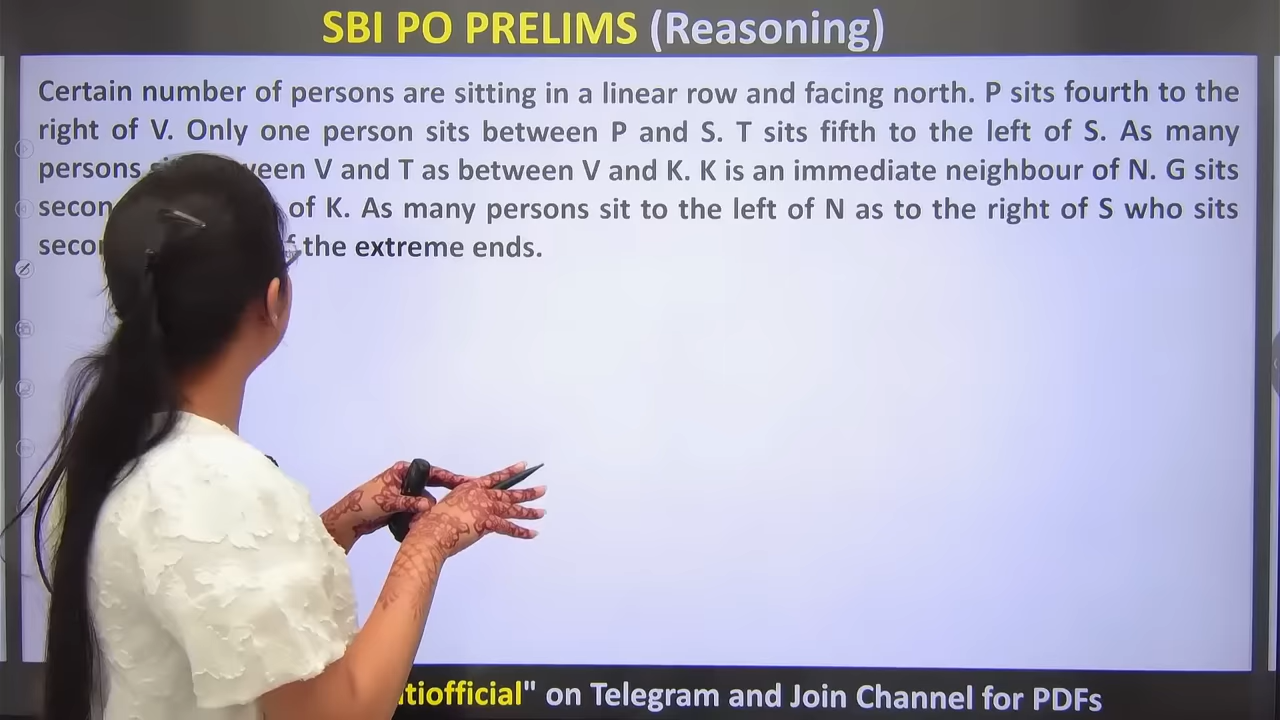 SBI PO PRELIMS (Reasoning)
Certain number of persons are sitting in a linear row and facing north. P sits fourth to the
right of V. Only one person sits between P and S. T sits fifth to the left of S. As many
persons V and T as between V and K. K is an immediate neighbour of N. G sits
of K. As many persons sit to the left of N as to the right of S who sits
the extreme ends.
" on Telegram and Join Channel for PDFs